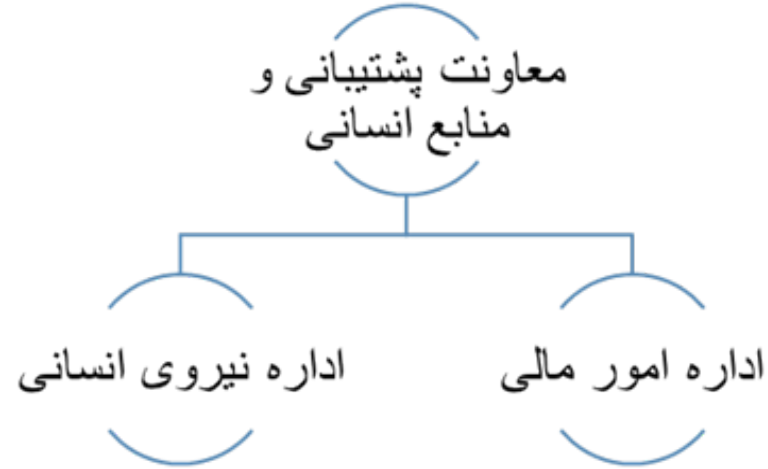 معاونت پشتیبانی و
منابع انسانی
اداره امور مالی
اداره نیروی انسانی